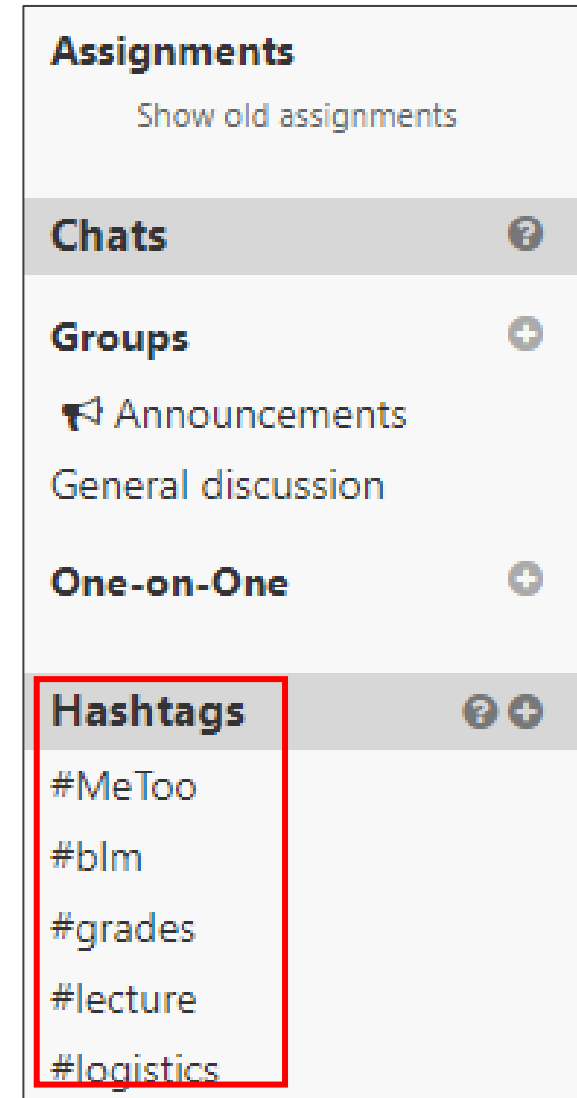 Assignments
Show old assignments
Chats
Groups
Announcements
General discussion
One-on-One
Hashtags
#MeToo
#blm
#grades
#lecture
#logistics